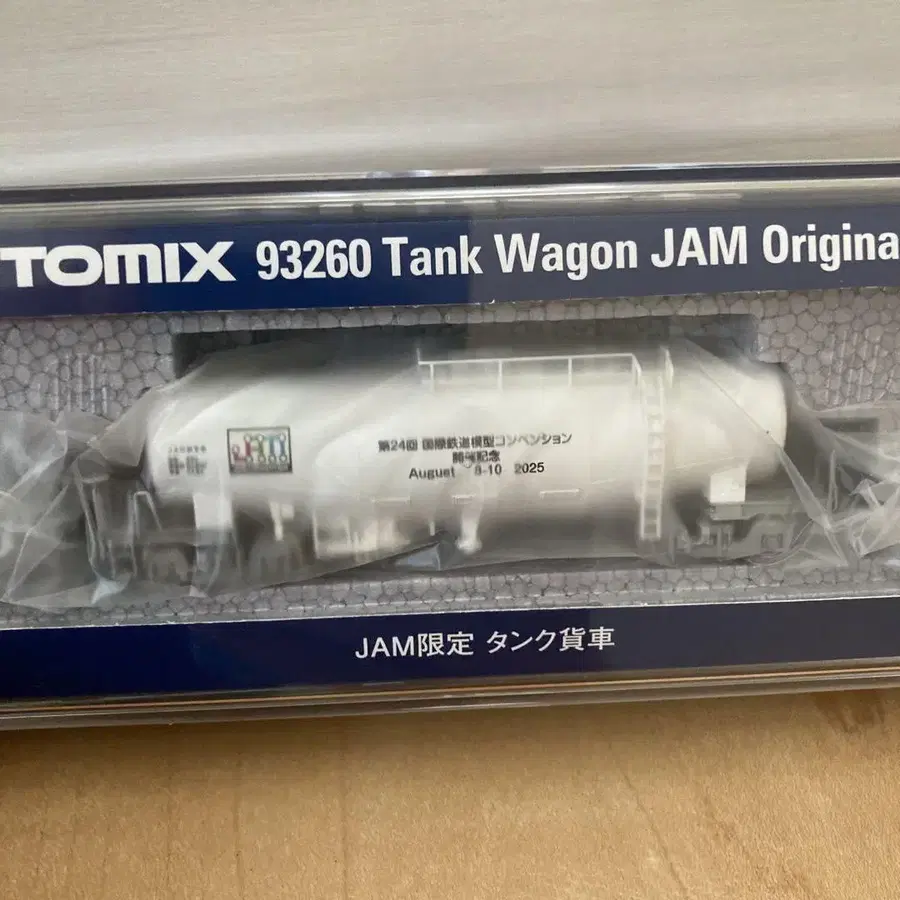 TOMIX 93260 Tank Wagon JAM Origina
JAM
第24回 国際鉄道模型コンベンション
開催記念
August 8-10 2025
JAM限定 タンク貨車